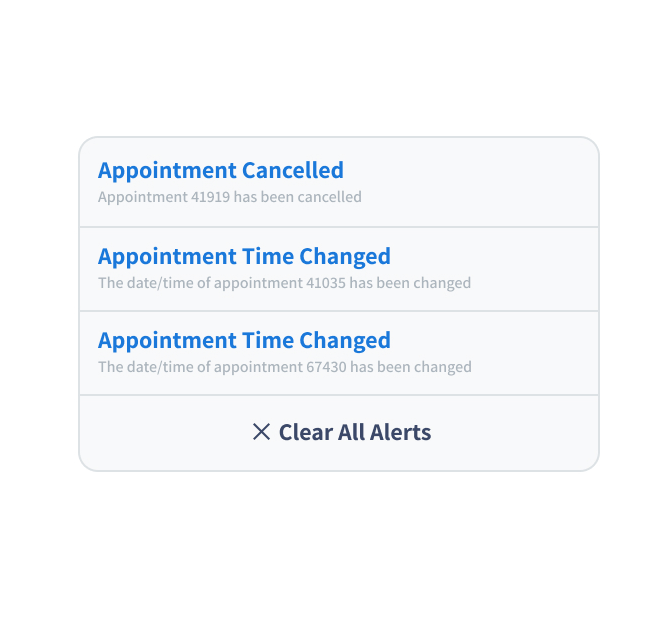 Appointment Cancelled
Appointment 41919 has been cancelled
Appointment Time Changed
The date/time of appointment 41035 has been changed
Appointment Time Changed
The date/time of appointment 67430 has been changed
Clear All Alerts